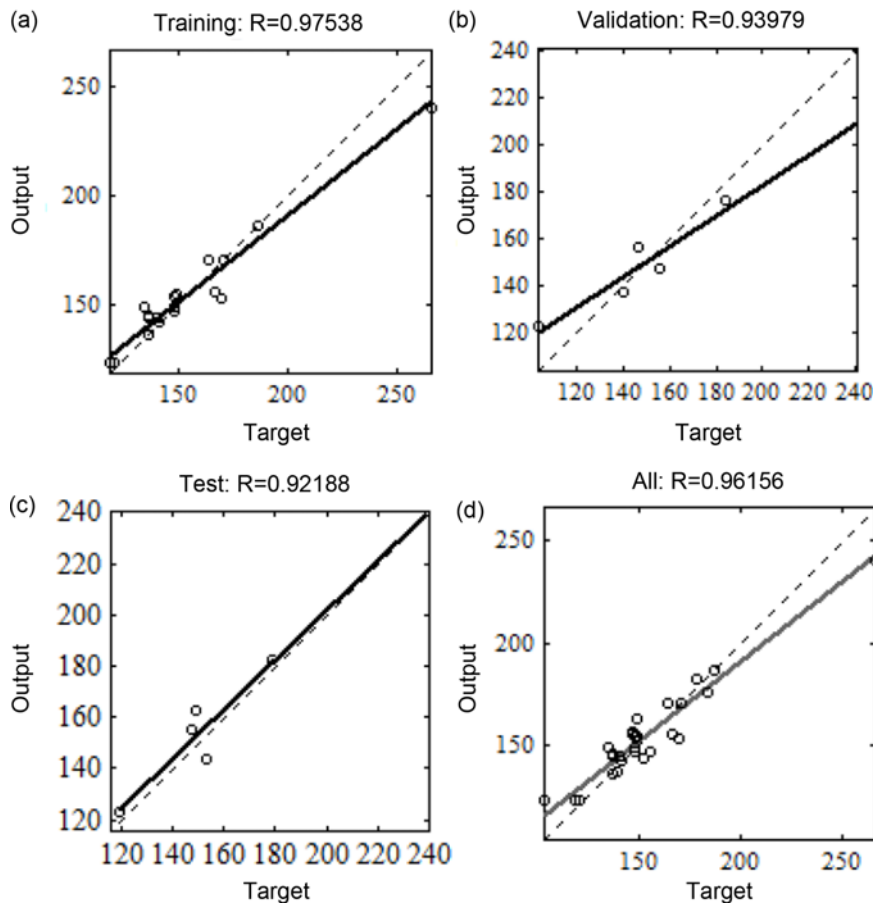 (a)
Training: R=0.97538
250
200
150
Output
150 200 250
Target
(b)
Validation: R=0.93979
240
220
200
180
160
140
120
Output
120 140 160 180 200 220 240
Target
(c)
Test: R=0.92188
240
220
200
180
160
140
120
Output
120 140 160 180 200 220 240
Target
(d)
All: R=0.96156
250
200
150
Output
150 200 250
Target